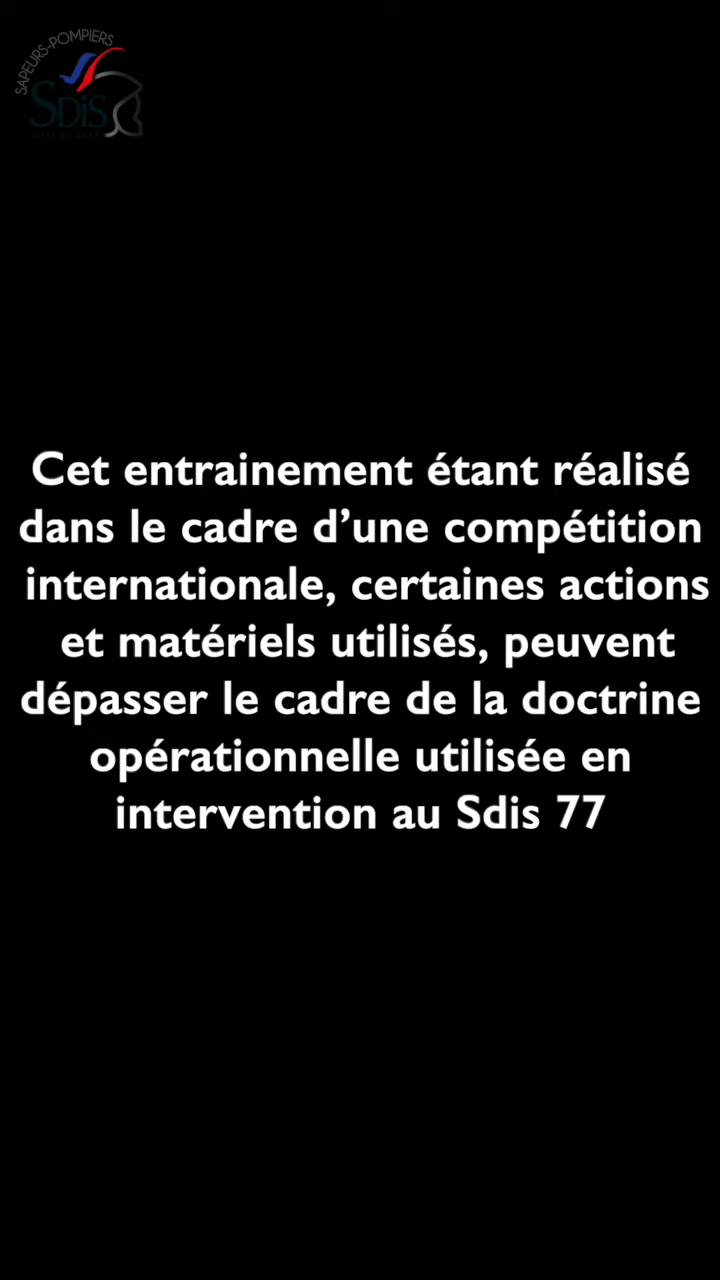 SAPEURS-POMPIERS
SDiS
Cet entrainement étant réalisé
dans le cadre d’une compétition
internationale, certaines actions
et matériels utilisés, peuvent
dépasser le cadre de la doctrine
opérationnelle utilisée en
intervention au Sdis 77